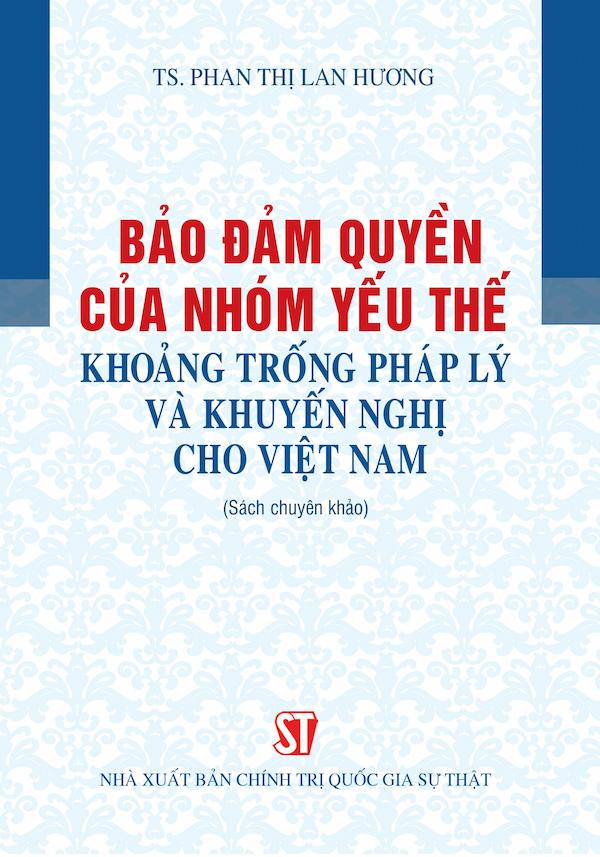 TS. PHAN THỊ LAN HƯƠNG
BẢO ĐẢM QUYỀN
CỦA NHÓM YẾU THẾ
KHOẢNG TRỐNG PHÁP LÝ
VÀ KHUYẾN NGHỊ
CHO VIỆT NAM
(Sách chuyên khảo)
ST
NHÀ XUẤT BẢN CHÍNH TRỊ QUỐC GIA SỰ THẬT